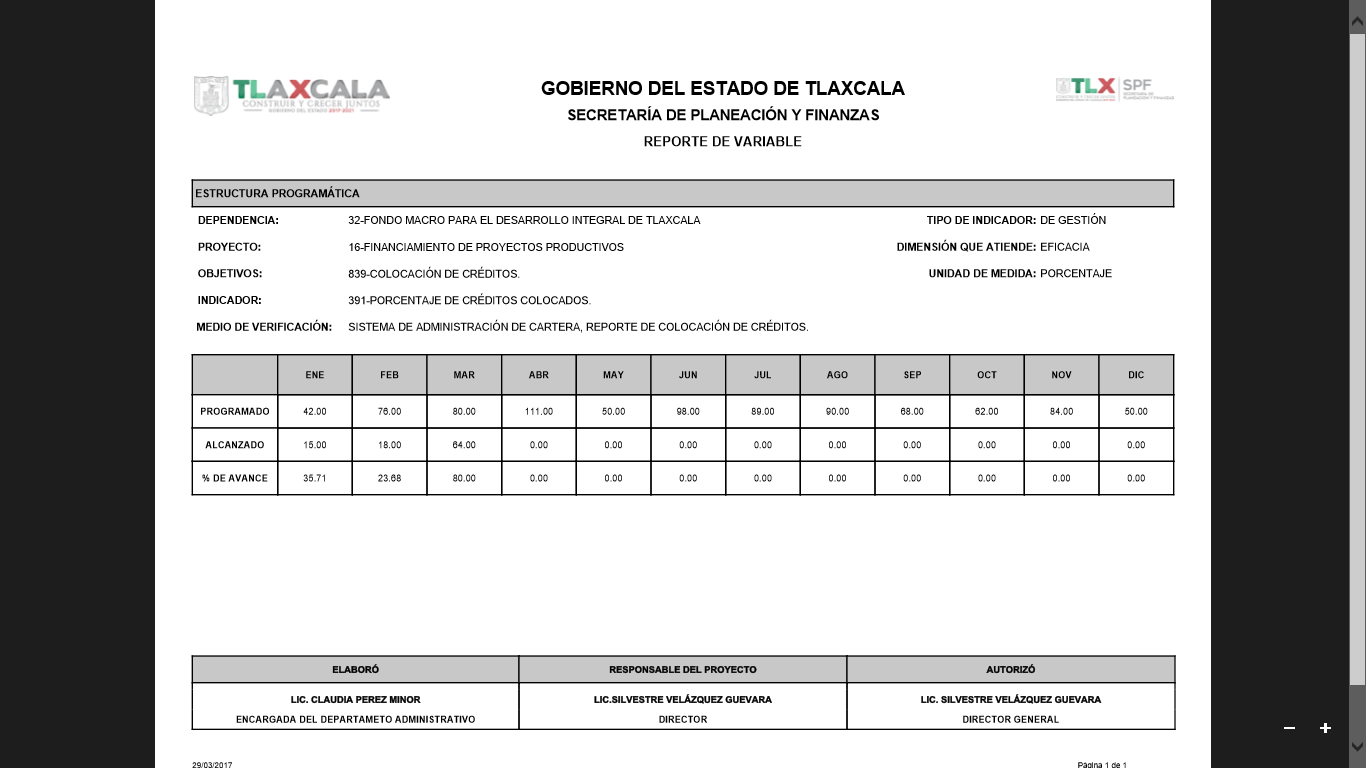 TLAXCALA
CONSTRUIR Y CRECER JUNTOS
GOBIERNO DEL ESTADO 2017-2021
GOBIERNO DEL ESTADO DE TLAXCALA
SECRETARÍA DE PLANEACIÓN Y FINANZAS
REPORTE DE VARIABLE
TLX SPF
ESTRUCTURA PROGRAMÁTICA
DEPENDENCIA: 32-FONDO MACRO PARA EL DESARROLLO INTEGRAL DE TLAXCALA TIPO DE INDICADOR: DE GESTIÓN
PROYECTO: 16-FINANCIAMIENTO DE PROYECTOS PRODUCTIVOS DIMENSIÓN QUE ATIENDE: EFICACIA
OBJETIVOS: 839-COLOCACIÓN DE CRÉDITOS. UNIDAD DE MEDIDA: PORCENTAJE
INDICADOR: 391-PORCENTAJE DE CRÉDITOS COLOCADOS.
MEDIO DE VERIFICACIÓN: SISTEMA DE ADMINISTRACIÓN DE CARTERA, REPORTE DE COLOCACIÓN DE CRÉDITOS.
ENE FEB MAR ABR MAY JUN JUL AGO SEP OCT NOV DIC
PROGRAMADO 42.00 76.00 80.00 111.00 50.00 98.00 89.00 90.00 68.00 62.00 84.00 50.00
ALCANZADO 15.00 18.00 64.00 0.00 0.00 0.00 0.00 0.00 0.00 0.00 0.00 0.00
% DE AVANCE 35.71 23.68 80.00 0.00 0.00 0.00 0.00 0.00 0.00 0.00 0.00 0.00
ELABORÓ RESPONSABLE DEL PROYECTO AUTORIZÓ
LIC. CLAUDIA PEREZ MINOR LIC.SILVESTRE VELÁZQUEZ GUEVARA LIC. SILVESTRE VELÁZQUEZ GUEVARA
ENCARGADA DEL DEPARTAMETO ADMINISTRATIVO DIRECTOR DIRECTOR GENERAL
29/03/2017 Página 1 de 1